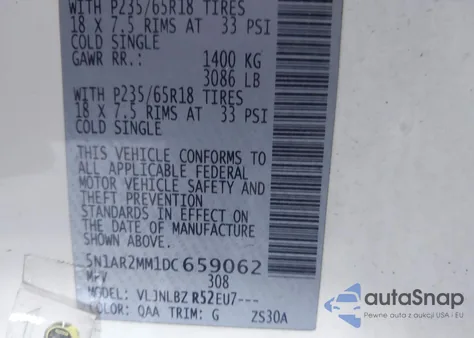 WITH P235/65R18 TIRES
18 X 7.5 RIMS AT 33 PSI
COLD SINGLE
GAWR RR.: 1400 KG
3086 LB
WITH P235/65R18 TIRES
18 X 7.5 RIMS AT 33 PSI
COLD SINGLE
THIS VEHICLE CONFORMS TO
ALL APPLICABLE FEDERAL
MOTOR VEHICLE SAFETY AND
THEFT PREVENTION
STANDARDS IN EFFECT ON
THE DATE OF MANUFACTURE
SHOWN ABOVE.
5N1AR2MM1DC659062
MPV 308
MODEL: VLJNLBZ R52EU7---
COLOR: QAA TRIM: G ZS30A
autoSnap
Pewne auta z USA i EU